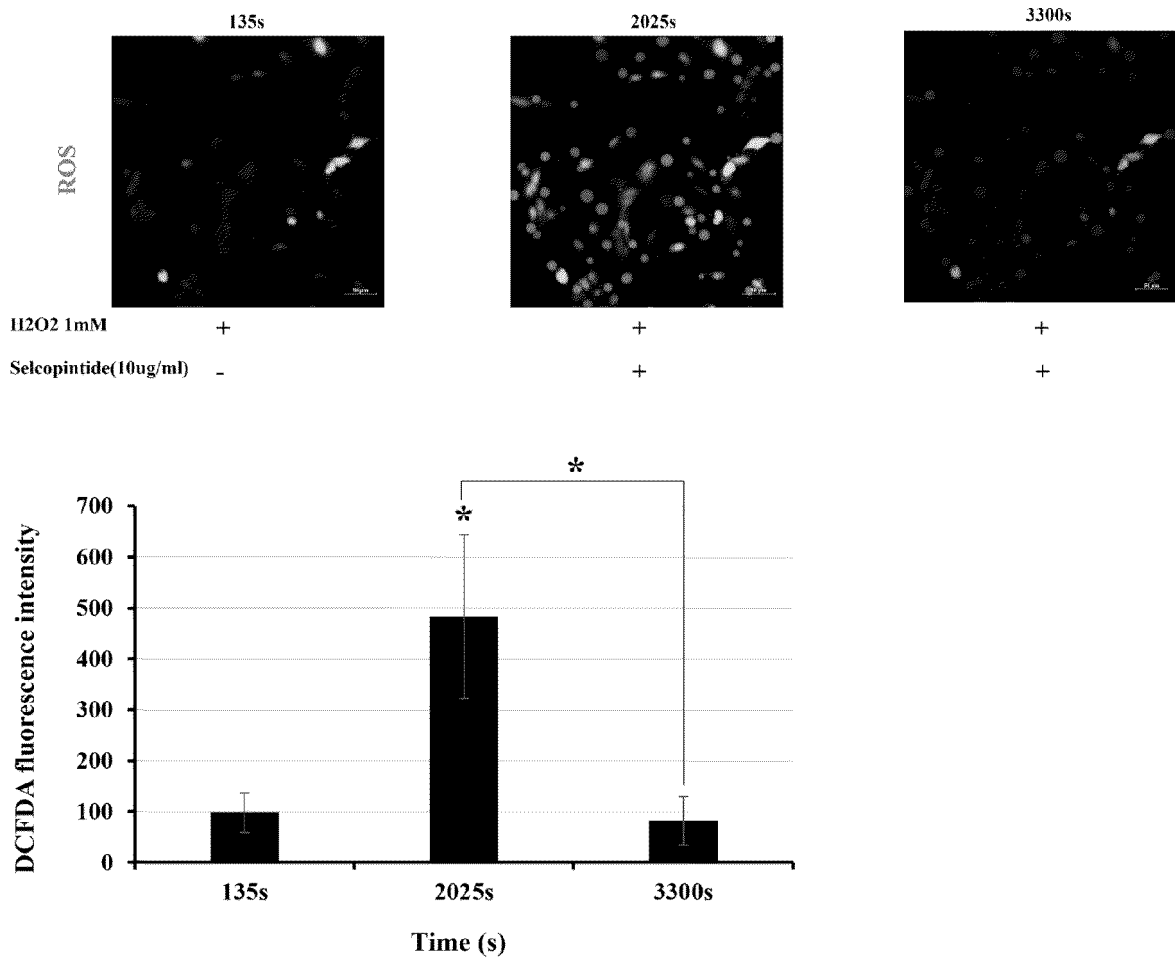 135s 2025s 3300s
ROS
H2O2 1mM + + +
Selcopintide(10ug/ml) - + +
*
*
DCFDA fluorescence intensity
700
600
500
400
300
200
100
0
135s 2025s 3300s
Time (s)